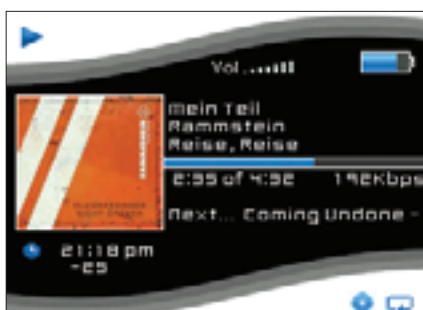 Vol
Mein Teil
Rammstein
Reise, Reise
2:35 of 4:32 192Kbps
Next... Coming Undone -
21:18 pm
-25